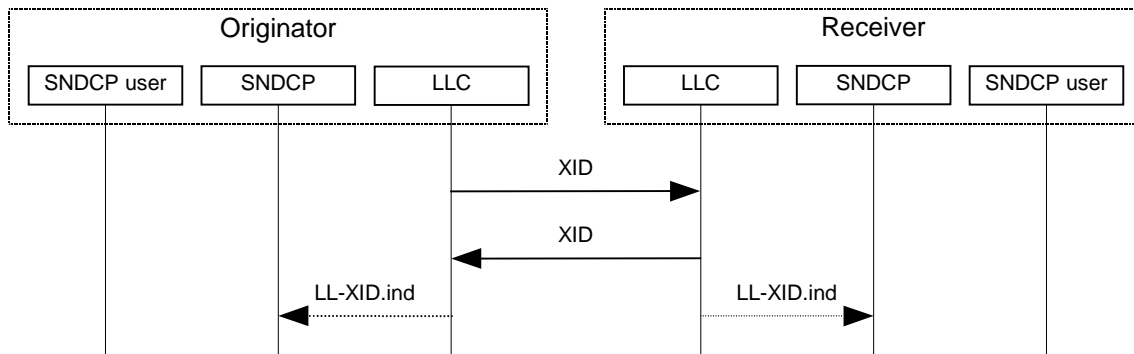 Originator
Receiver
SNDCP user
SNDCP
LLC
LLC
SNDCP
SNDCP user
XID
XID
LL-XID.ind
LL-XID.ind